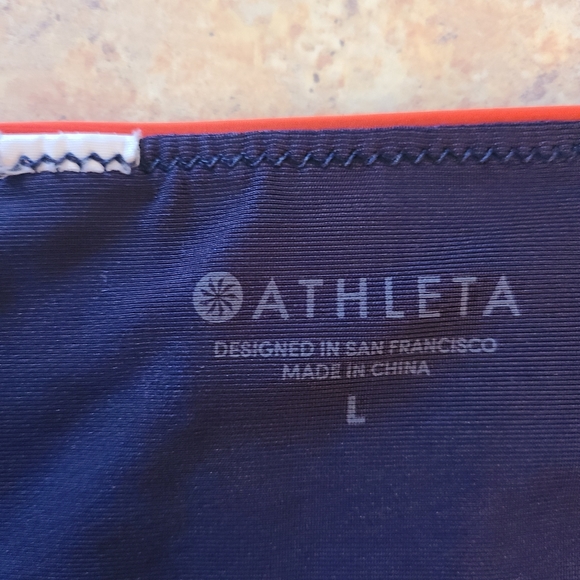 ATHLETA
DESIGNED IN SAN FRANCISCO
MADE IN CHINA
L